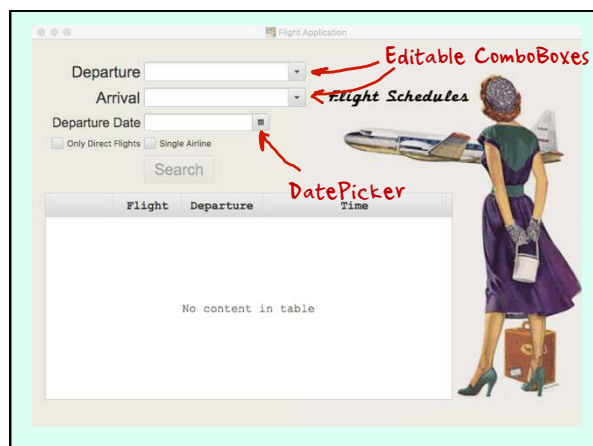 Flight Application
Editable ComboBoxes
Departure
Arrival
Flight Schedules
Departure Date
Only Direct Flights Single Airline
Search
DatePicker
Flight Departure Time
No content in table